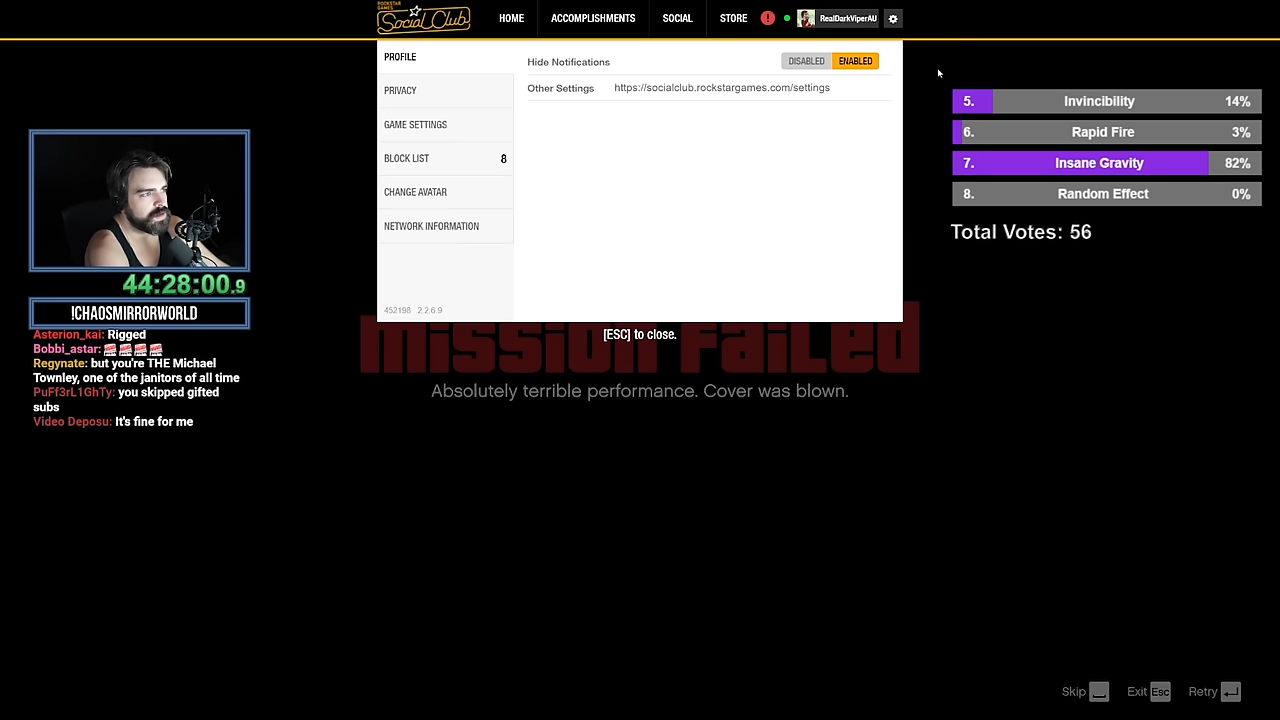 ROCKSTAR GAMES
Social Club
HOME
ACCOMPLISHMENTS
SOCIAL
STORE
RealDarkViperAU
PROFILE
PRIVACY
GAME SETTINGS
BLOCK LIST 8
CHANGE AVATAR
NETWORK INFORMATION
452198 2.2.6.9
Hide Notifications DISABLED ENABLED
Other Settings https://socialclub.rockstargames.com/settings
[ESC] to close.
mission failed
Absolutely terrible performance. Cover was blown.
5. Invincibility 14%
6. Rapid Fire 3%
7. Insane Gravity 82%
8. Random Effect 0%
Total Votes: 56
44:28:00.9
!CHAOSMIRRORWORLD
Asterion_kai: Rigged
Bobbi_astar:
Regynate: but you're THE Michael
Townley, one of the janitors of all time
PuFf3rL1GhTy: you skipped gifted
subs
Video Deposu: It's fine for me
Skip
Exit Esc
Retry